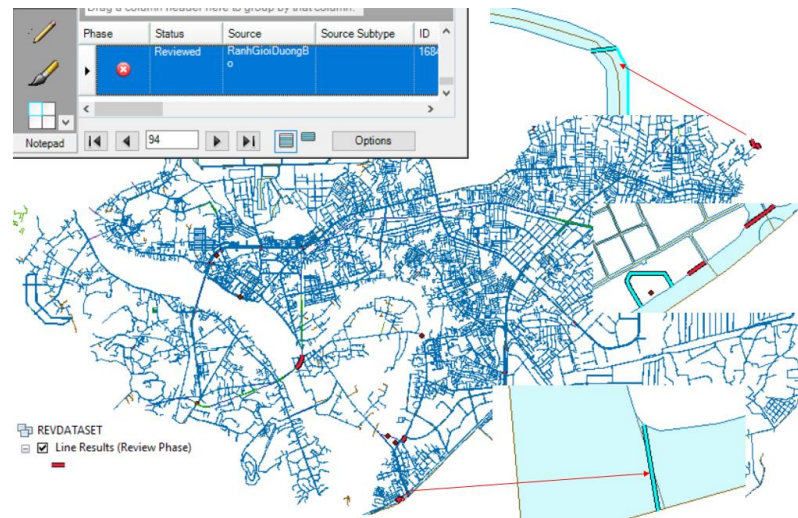 Drag a column header here to group by that column.
Phase Status Source Source Subtype ID
Reviewed RanhGioiDuongB
o 1684
94 Options
Notepad
REVDATASET
Line Results (Review Phase)